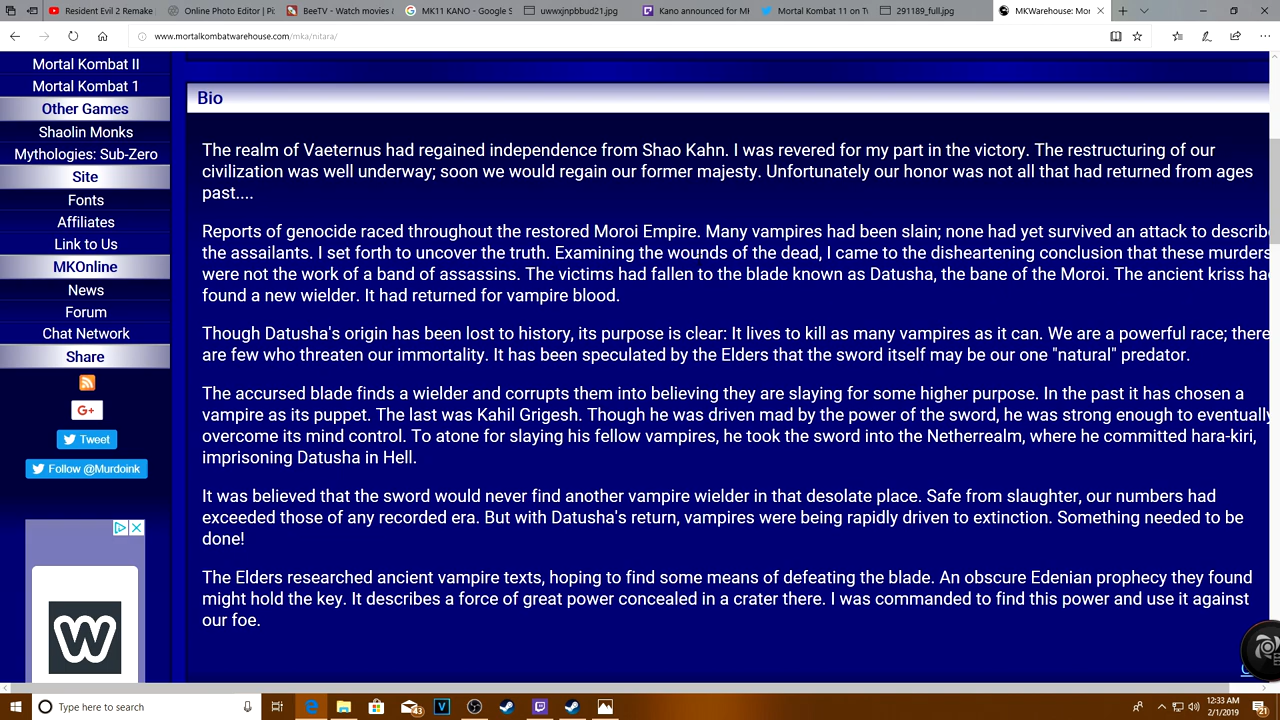 Resident Evil 2 Remake
Online Photo Editor | Pi
BeeTV - Watch movies &
MK11 KANO - Google S
uwwxjnpbbud21.jpg
Kano announced for MK
Mortal Kombat 11 on Tw
291189_full.jpg
MKWarehouse: Mor
www.mortalkombatwarehouse.com/mka/nitara/
Mortal Kombat II
Mortal Kombat 1
Other Games
Shaolin Monks
Mythologies: Sub-Zero
Site
Fonts
Affiliates
Link to Us
MKOnline
News
Forum
Chat Network
Share
G+
Tweet
Follow @Murdoink
W
Bio
The realm of Vaeternus had regained independence from Shao Kahn. I was revered for my part in the victory. The restructuring of our
civilization was well underway; soon we would regain our former majesty. Unfortunately our honor was not all that had returned from ages
past....
Reports of genocide raced throughout the restored Moroi Empire. Many vampires had been slain; none had yet survived an attack to describe
the assailants. I set forth to uncover the truth. Examining the wounds of the dead, I came to the disheartening conclusion that these murders
were not the work of a band of assassins. The victims had fallen to the blade known as Datusha, the bane of the Moroi. The ancient kriss ha
found a new wielder. It had returned for vampire blood.
Though Datusha's origin has been lost to history, its purpose is clear: It lives to kill as many vampires as it can. We are a powerful race; there
are few who threaten our immortality. It has been speculated by the Elders that the sword itself may be our one "natural" predator.
The accursed blade finds a wielder and corrupts them into believing they are slaying for some higher purpose. In the past it has chosen a
vampire as its puppet. The last was Kahil Grigesh. Though he was driven mad by the power of the sword, he was strong enough to eventually
overcome its mind control. To atone for slaying his fellow vampires, he took the sword into the Netherrealm, where he committed hara-kiri,
imprisoning Datusha in Hell.
It was believed that the sword would never find another vampire wielder in that desolate place. Safe from slaughter, our numbers had
exceeded those of any recorded era. But with Datusha's return, vampires were being rapidly driven to extinction. Something needed to be
done!
The Elders researched ancient vampire texts, hoping to find some means of defeating the blade. An obscure Edenian prophecy they found
might hold the key. It describes a force of great power concealed in a crater there. I was commanded to find this power and use it against
our foe.
Type here to search
43
V
12:33 AM
2/1/2019
21